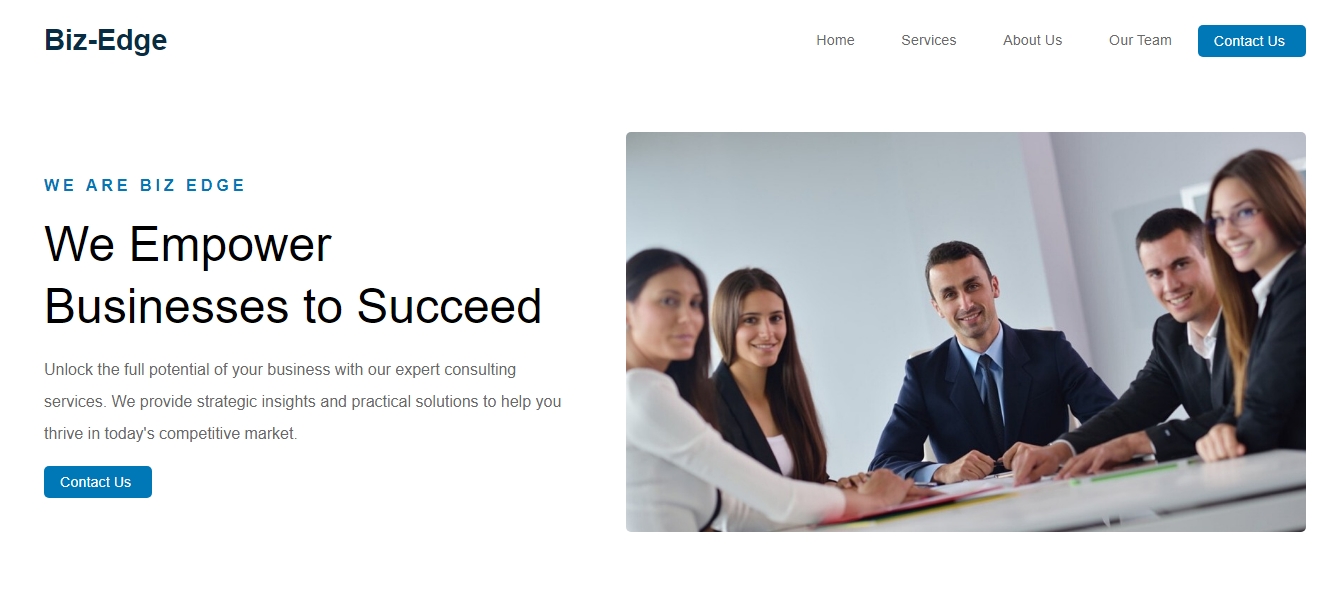 Biz-Edge
Home Services About Us Our Team Contact Us
WE ARE BIZ EDGE
We Empower
Businesses to Succeed
Unlock the full potential of your business with our expert consulting
services. We provide strategic insights and practical solutions to help you
thrive in today's competitive market.
Contact Us